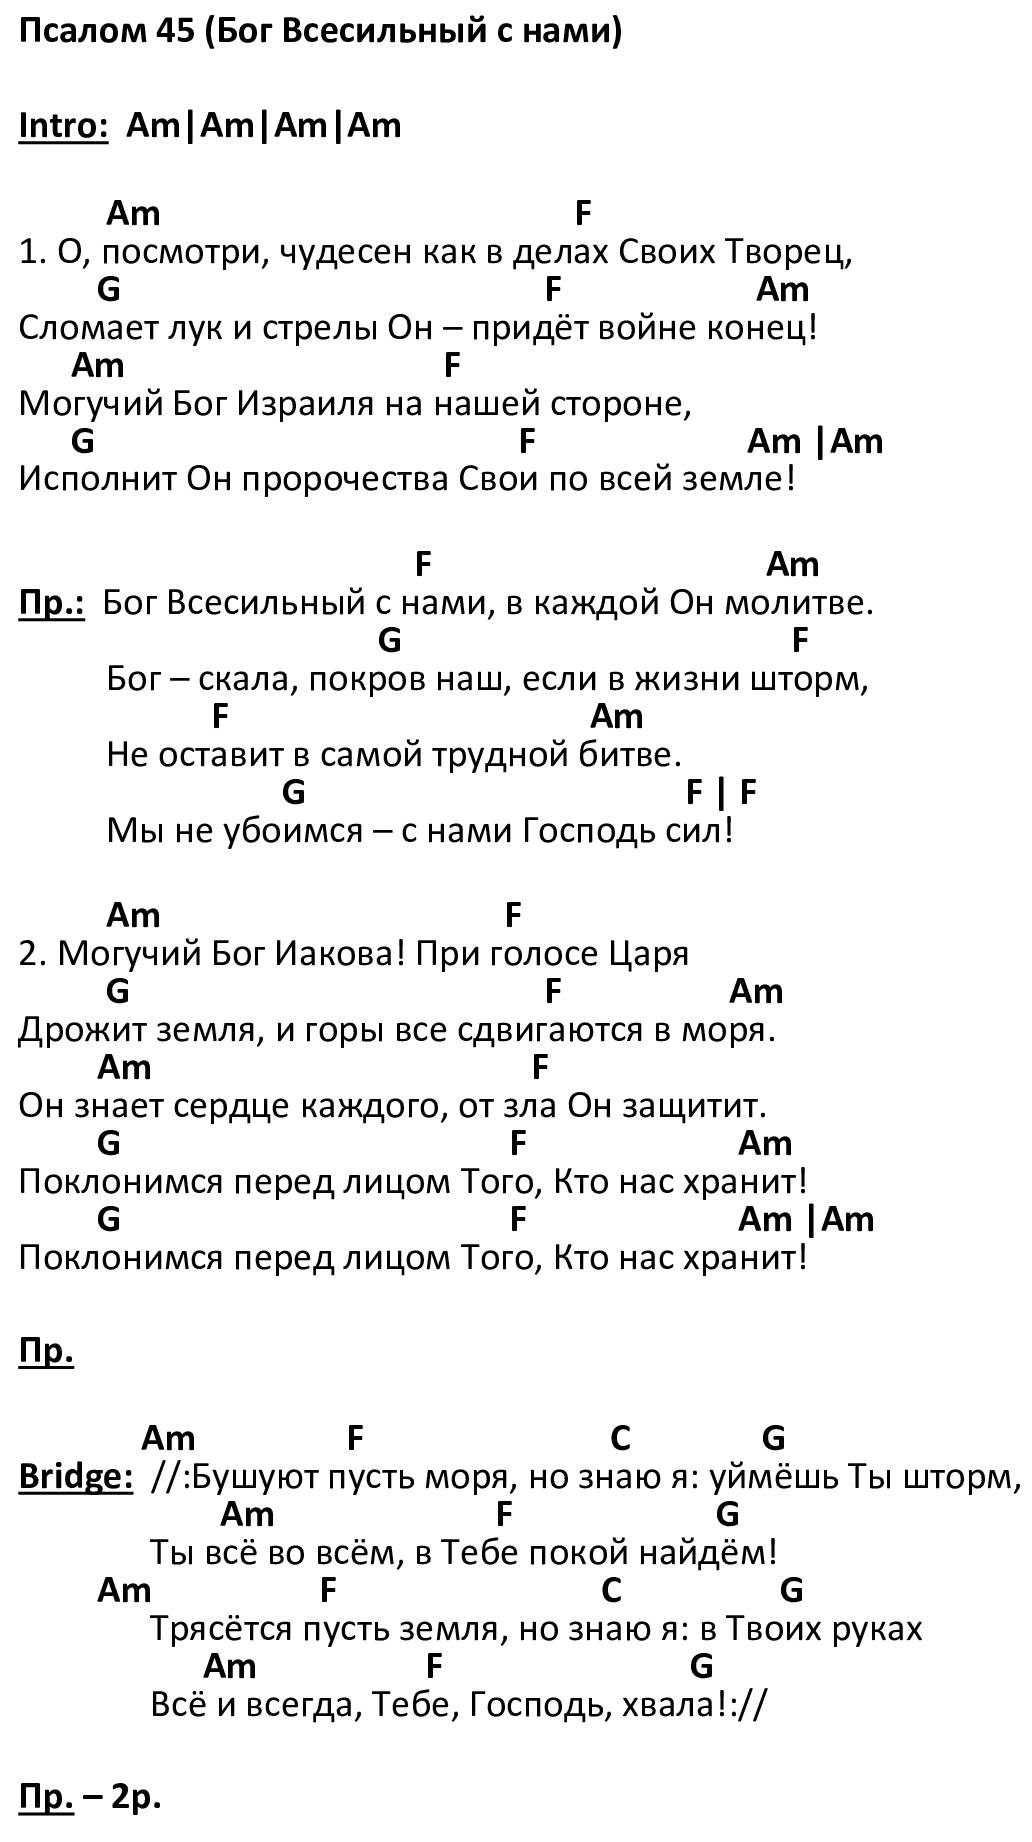 Псалом 45 (Бог Всесильный с нами)
Intro: Am|Am|Am|Am
Am F
1. О, посмотри, чудесен как в делах Своих Творец,
G F Am
Сломает лук и стрелы Он – придёт войне конец!
Am F
Могучий Бог Израиля на нашей стороне,
G F Am |Am
Исполнит Он пророчества Свои по всей земле!
F Am
Пр.: Бог Всесильный с нами, в каждой Он молитве.
G F
Бог – скала, покров наш, если в жизни шторм,
F Am
Не оставит в самой трудной битве.
G F | F
Мы не убоимся – с нами Господь сил!
Am F
2. Могучий Бог Иакова! При голосе Царя
G F Am
Дрожит земля, и горы все сдвигаются в моря.
Am F
Он знает сердце каждого, от зла Он защитит.
G F Am
Поклонимся перед лицом Того, Кто нас хранит!
G F Am |Am
Поклонимся перед лицом Того, Кто нас хранит!
Пр.
Am F C G
Bridge: //:Бушуют пусть моря, но знаю я: уймёшь Ты шторм,
Am F G
Ты всё во всём, в Тебе покой найдём!
Am F C G
Трясётся пусть земля, но знаю я: в Твоих руках
Am F G
Всё и всегда, Тебе, Господь, хвала!://
Пр. – 2р.